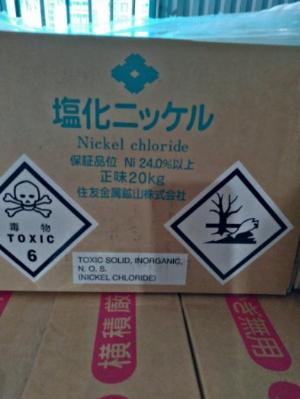 塩化ニッケル
Nickel chloride
保証品位 Ni 24.0%以上
正味20kg
住友金属鉱山株式会社
毒物
TOXIC
6
TOXIC SOLID, INORGANIC,
N. O. S.
(NICKEL CHLORIDE)
横積厳
無用